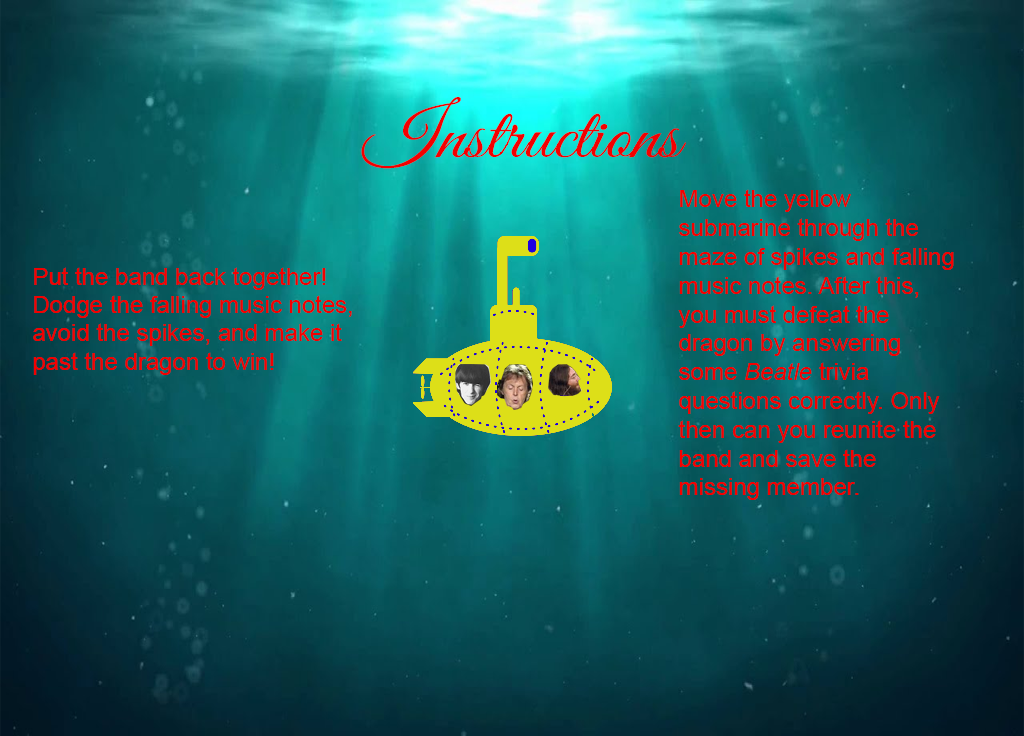 Instructions
Put the band back together!
Dodge the falling music notes,
avoid the spikes, and make it
past the dragon to win!
Move the yellow
submarine through the
maze of spikes and falling
music notes. After this,
you must defeat the
dragon by answering
some Beatle trivia
questions correctly. Only
then can you reunite the
band and save the
missing member.